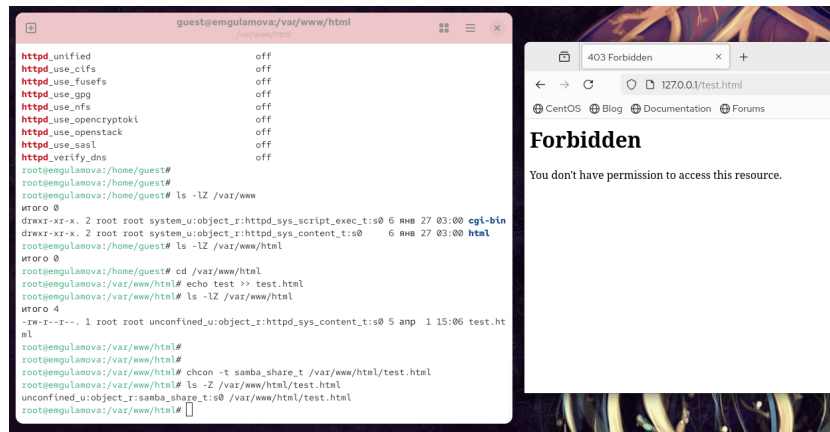 guest@emgulamova:/var/www/html
/var/www/html
httpd_unified off
httpd_use_cifs off
httpd_use_fusefs off
httpd_use_gpg off
httpd_use_nfs off
httpd_use_opencryptoki off
httpd_use_openstack off
httpd_use_sasl off
httpd_verify_dns off
root@emgulamova:/home/guest#
root@emgulamova:/home/guest#
root@emgulamova:/home/guest# ls -lZ /var/www
итого 0
drwxr-xr-x. 2 root root system_u:object_r:httpd_sys_script_exec_t:s0 6 янв 27 03:00 cgi-bin
drwxr-xr-x. 2 root root system_u:object_r:httpd_sys_content_t:s0 6 янв 27 03:00 html
root@emgulamova:/home/guest# ls -lZ /var/www/html
итого 0
root@emgulamova:/home/guest# cd /var/www/html
root@emgulamova:/var/www/html# echo test >> test.html
root@emgulamova:/var/www/html# ls -lZ /var/www/html
итого 4
-rw-r--r--. 1 root root unconfined_u:object_r:httpd_sys_content_t:s0 5 апр 1 15:06 test.ht
ml
root@emgulamova:/var/www/html#
root@emgulamova:/var/www/html#
root@emgulamova:/var/www/html# chcon -t samba_share_t /var/www/html/test.html
root@emgulamova:/var/www/html# ls -Z /var/www/html/test.html
unconfined_u:object_r:samba_share_t:s0 /var/www/html/test.html
root@emgulamova:/var/www/html#
403 Forbidden
127.0.0.1/test.html
CentOS Blog Documentation Forums
Forbidden
You don't have permission to access this resource.